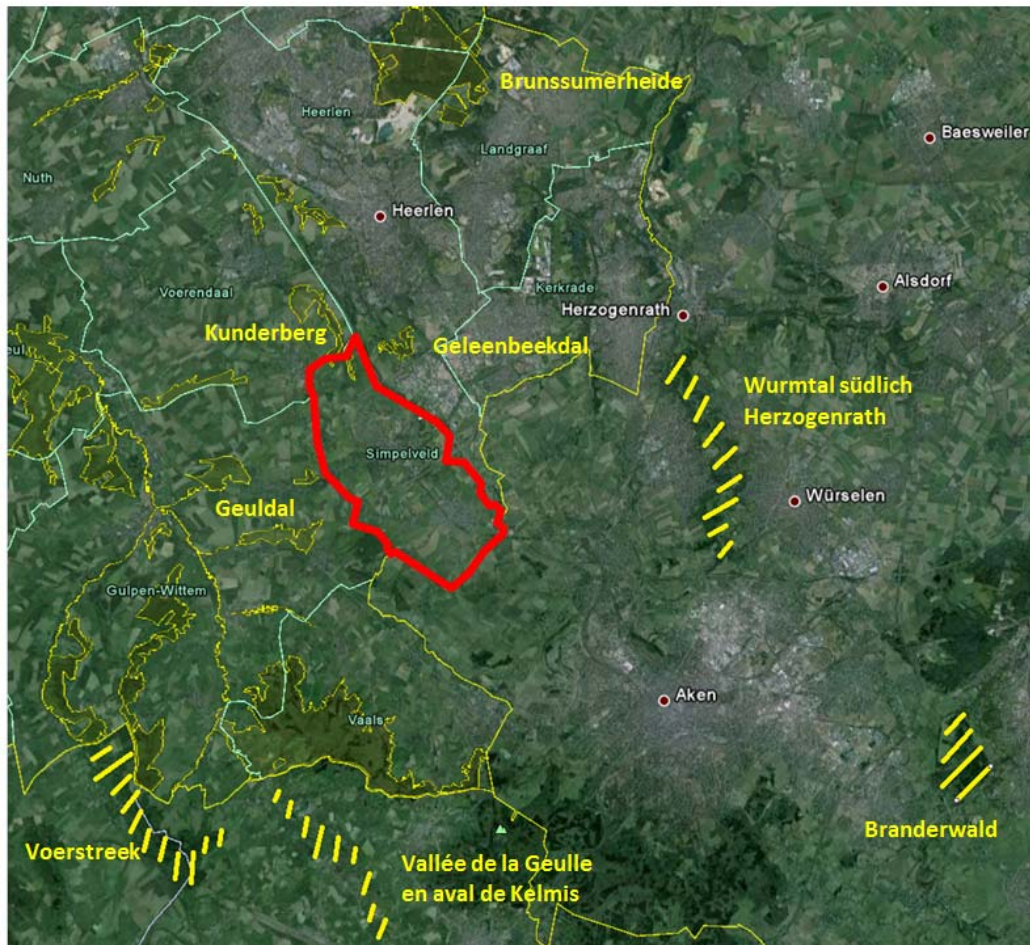 Brunssumerheide
Heerlen
Baesweiler
Landgraaf
Nuth
Heerlen
Voerendaal
Kerkrade
Alsdorf
Herzogenrath
Kunderberg
Geleenbeekdal
eul
Wurmtal südlich
Herzogenrath
Simpelveld
Würselen
Geuldal
Gulpen-Wittem
Aken
Vaals
Branderwald
Voerstreek
Vallée de la Geulle
en aval de Kelmis